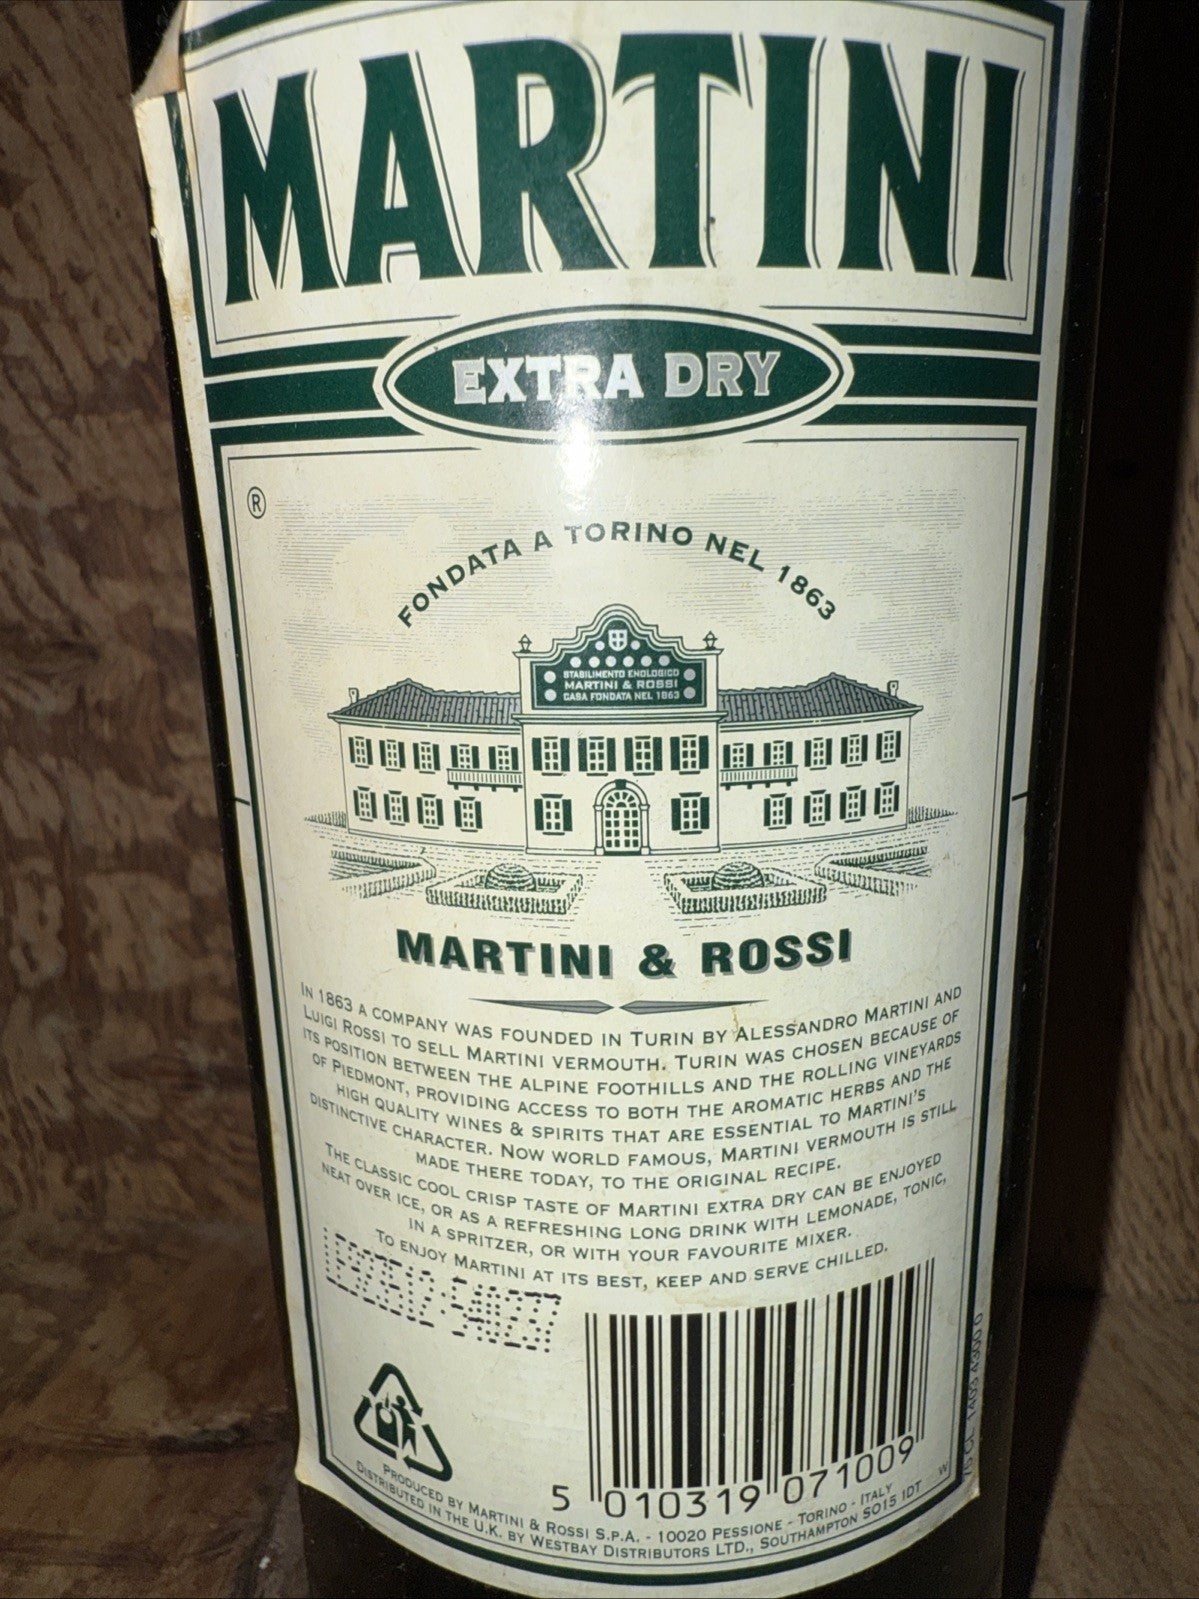 MARTINI
EXTRA DRY
®
FONDATA A TORINO NEL 1863
STABILIMENTO ENOLOGICO
MARTINI & ROSSI
CASA FONDATA NEL 1863
MARTINI & ROSSI
IN 1863 A COMPANY WAS FOUNDED IN TURIN BY ALESSANDRO MARTINI AND
LUIGI ROSSI TO SELL MARTINI VERMOUTH. TURIN WAS CHOSEN BECAUSE OF
ITS POSITION BETWEEN THE ALPINE FOOTHILLS AND THE ROLLING VINEYARDS
OF PIEDMONT, PROVIDING ACCESS TO BOTH THE AROMATIC HERBS AND THE
HIGH QUALITY WINES & SPIRITS THAT ARE ESSENTIAL TO MARTINI'S
DISTINCTIVE CHARACTER. NOW WORLD FAMOUS, MARTINI VERMOUTH IS STILL
MADE THERE TODAY, TO THE ORIGINAL RECIPE.
THE CLASSIC COOL CRISP TASTE OF MARTINI EXTRA DRY CAN BE ENJOYED
NEAT OVER ICE, OR AS A REFRESHING LONG DRINK WITH LEMONADE, TONIC,
IN A SPRITZER, OR WITH YOUR FAVOURITE MIXER.
TO ENJOY MARTINI AT ITS BEST, KEEP AND SERVE CHILLED.
5 010319 071009
PRODUCED BY MARTINI & ROSSI S.P.A. - 10020 PESSIONE - TORINO - ITALY
DISTRIBUTED IN THE U.K. BY WESTBAY DISTRIBUTORS LTD., SOUTHAMPTON SO15 1DT
W